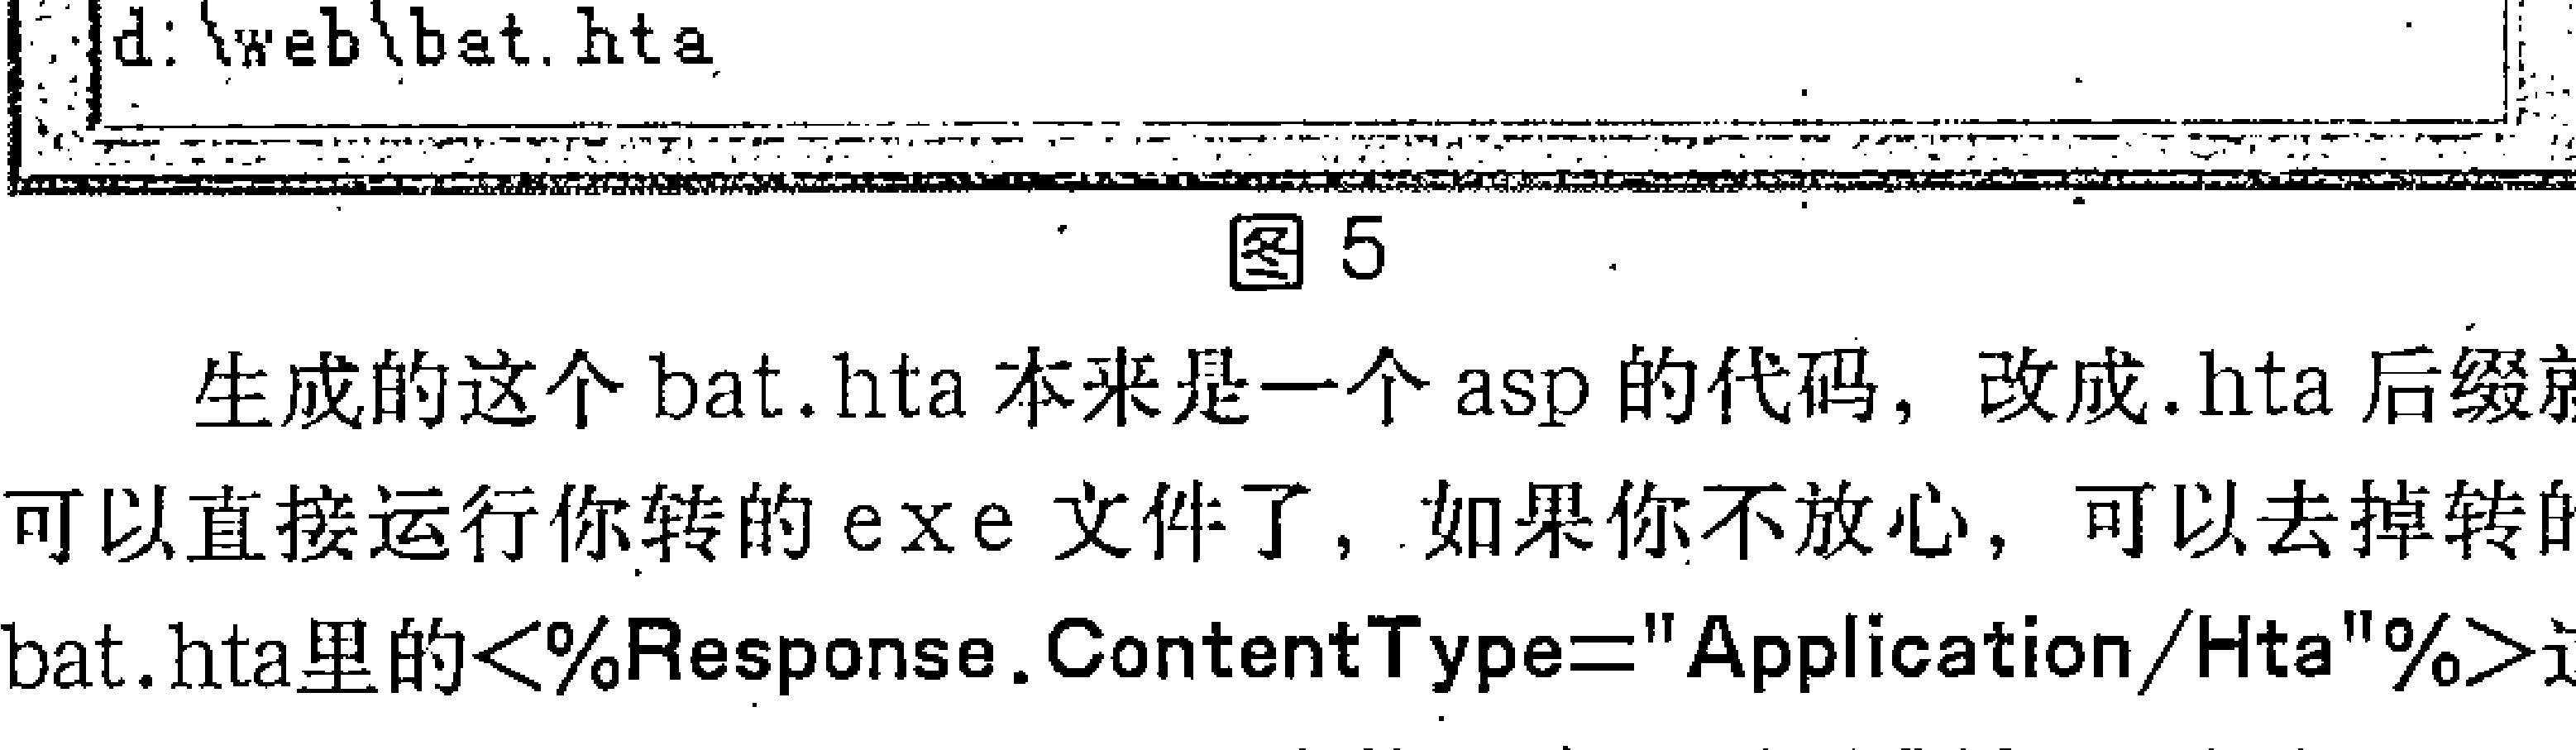 d:\web\bat.hta
图 5
生成的这个 bat.hta 本来是一个 asp 的代码，改成.hta 后缀就
可以直接运行你转的 exe 文件了，如果你不放心，可以去掉转的
bat.hta里的<%Response.ContentType="Application/Hta"%>这